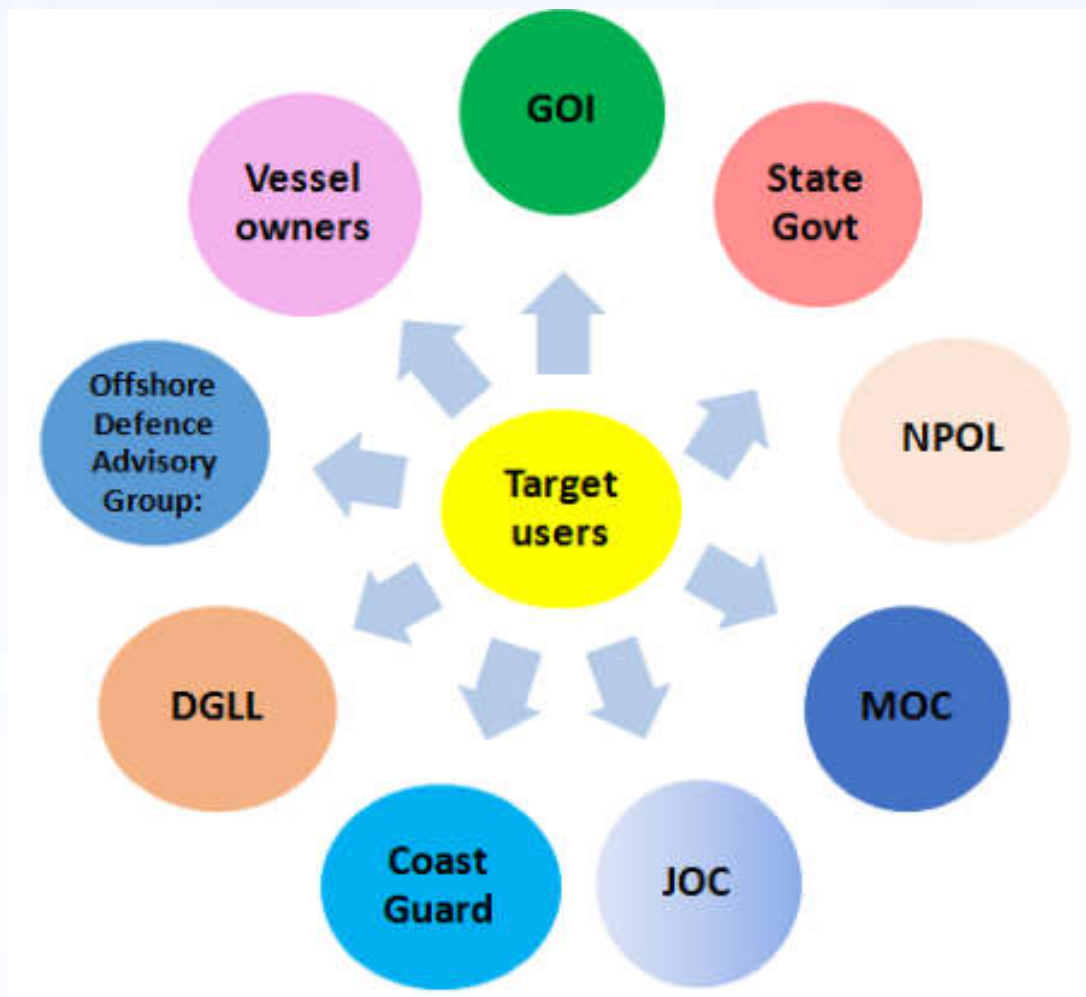 GOI
State
Govt
NPOL
MOC
JOC
Coast
Guard
DGLL
Offshore
Defence
Advisory
Group:
Vessel
owners
Target
users